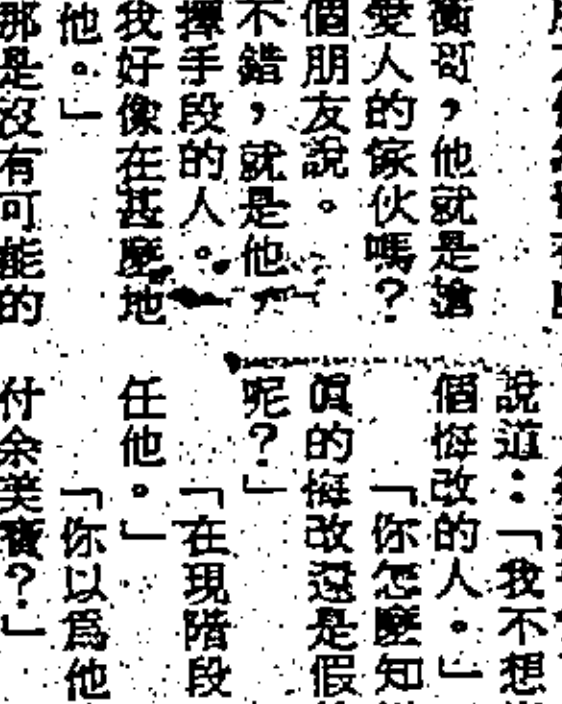 衡哥，他就是搶
愛人的傢伙嗎？
個朋友說。
不錯，就是他，
擇手段的人。
我好像在甚麼地
他。」
那是沒有可能的
說道：「我不想
個悔改的人。」
「你怎麼知
眞的悔改還是假
呢？」
「在現階段
任他。」
「你以爲他
付余美寶？」